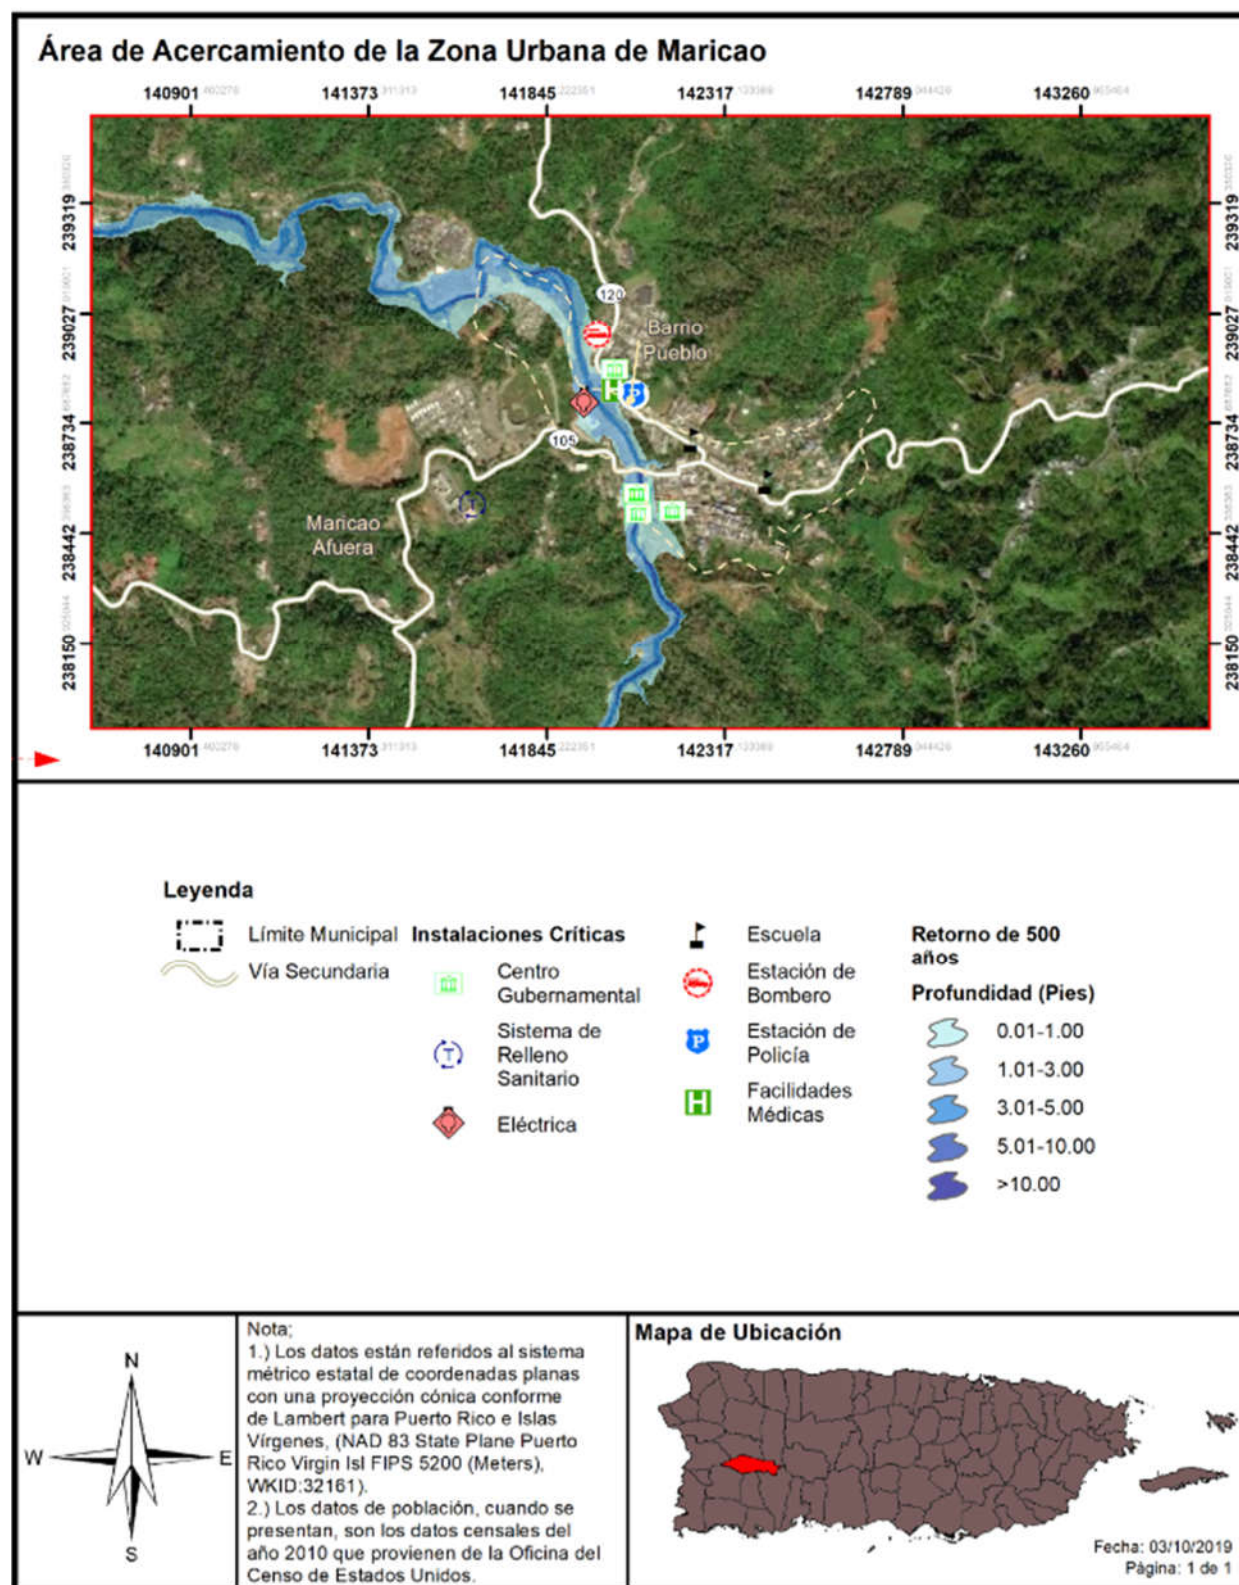 Área de Acercamiento de la Zona Urbana de Maricao
140901 141373 141845 142317 142789 143260
239319 239319
239027 239027
238734 238734
238442 238442
238150 238150
120
Barrio
Pueblo
H P
105
T
Maricao
Afuera
140901 141373 141845 142317 142789 143260
Leyenda
Límite Municipal
Vía Secundaria
Instalaciones Críticas
Centro
Gubernamental
T
Sistema de
Relleno
Sanitario
Eléctrica
Escuela
Estación de
Bombero
P
Estación de
Policía
H
Facilidades
Médicas
Retorno de 500
años
Profundidad (Pies)
0.01-1.00
1.01-3.00
3.01-5.00
5.01-10.00
>10.00
N
W E
S
Nota;
1.) Los datos están referidos al sistema
métrico estatal de coordenadas planas
con una proyección cónica conforme
de Lambert para Puerto Rico e Islas
Vírgenes, (NAD 83 State Plane Puerto
Rico Virgin Isl FIPS 5200 (Meters),
WKID:32161).
2.) Los datos de población, cuando se
presentan, son los datos censales del
año 2010 que provienen de la Oficina del
Censo de Estados Unidos.
Mapa de Ubicación
Fecha: 03/10/2019
Página: 1 de 1